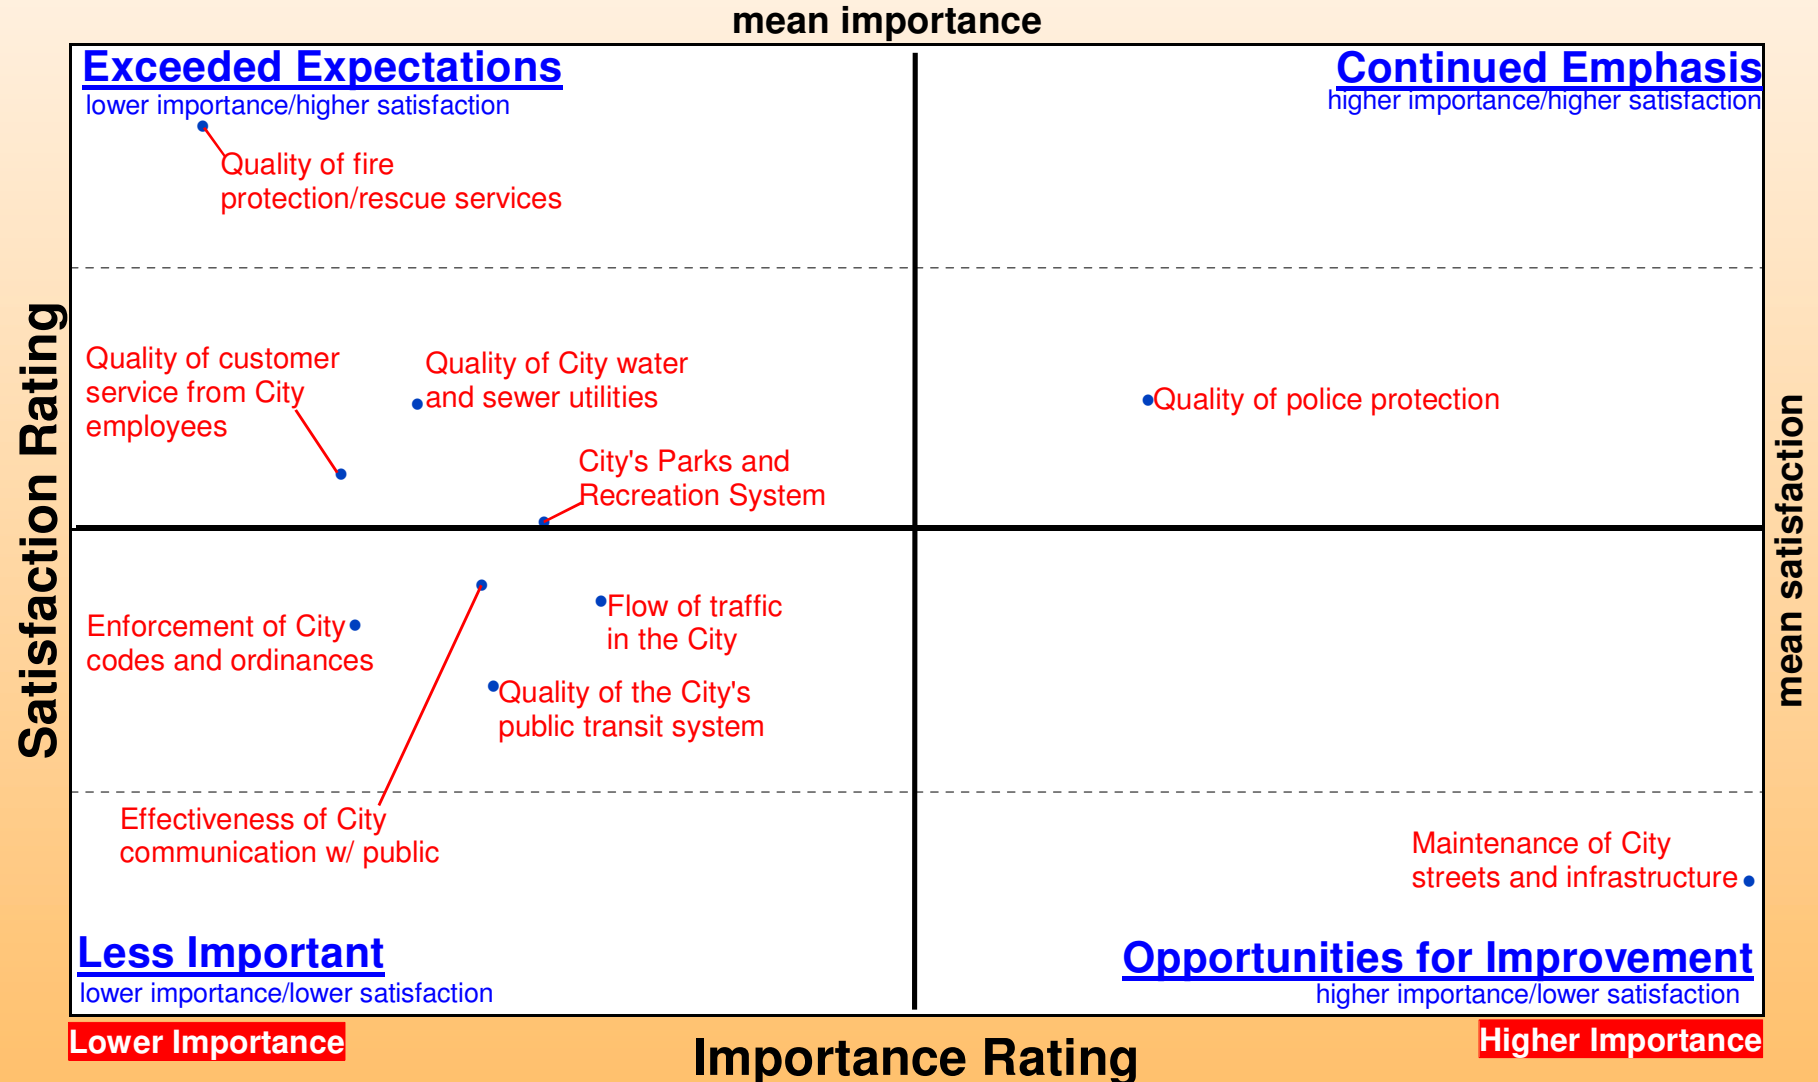 mean importance
Exceeded Expectations
lower importance/higher satisfaction
Continued Emphasis
higher importance/higher satisfaction
Quality of fire
protection/rescue services
Quality of customer
service from City
employees
Quality of City water
and sewer utilities
City's Parks and
Recreation System
Quality of police protection
Satisfaction Rating
mean satisfaction
Enforcement of City
codes and ordinances
Flow of traffic
in the City
Quality of the City's
public transit system
Effectiveness of City
communication w/ public
Maintenance of City
streets and infrastructure
Less Important
lower importance/lower satisfaction
Opportunities for Improvement
higher importance/lower satisfaction
Lower Importance
Importance Rating
Higher Importance